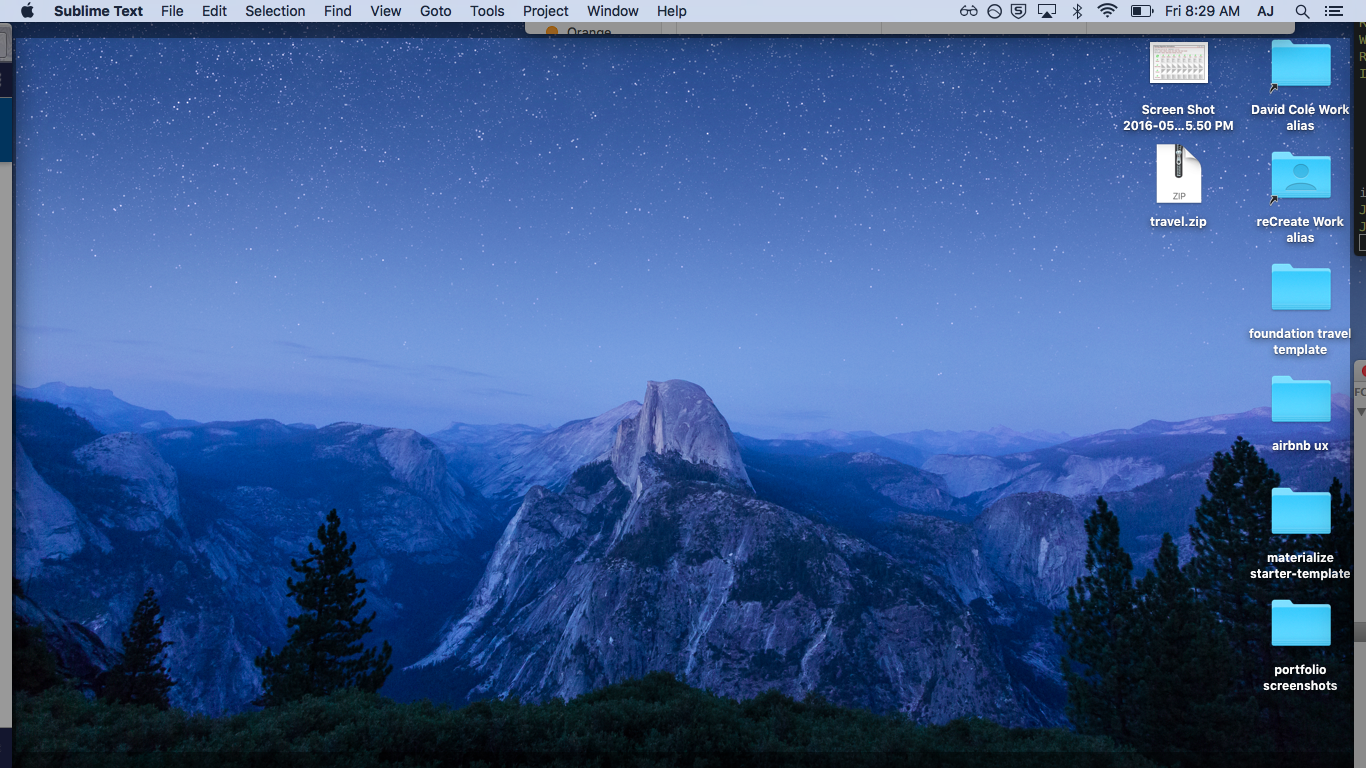 Sublime Text File Edit Selection Find View Goto Tools Project Window Help Fri 8:29 AM AJ
Orange
Screen Shot
2016-05...5.50 PM
David Cole Work
alias
ZIP
travel.zip
reCreate Work
alias
foundation travel
template
airbnb ux
materialize
starter-template
portfolio
screenshots